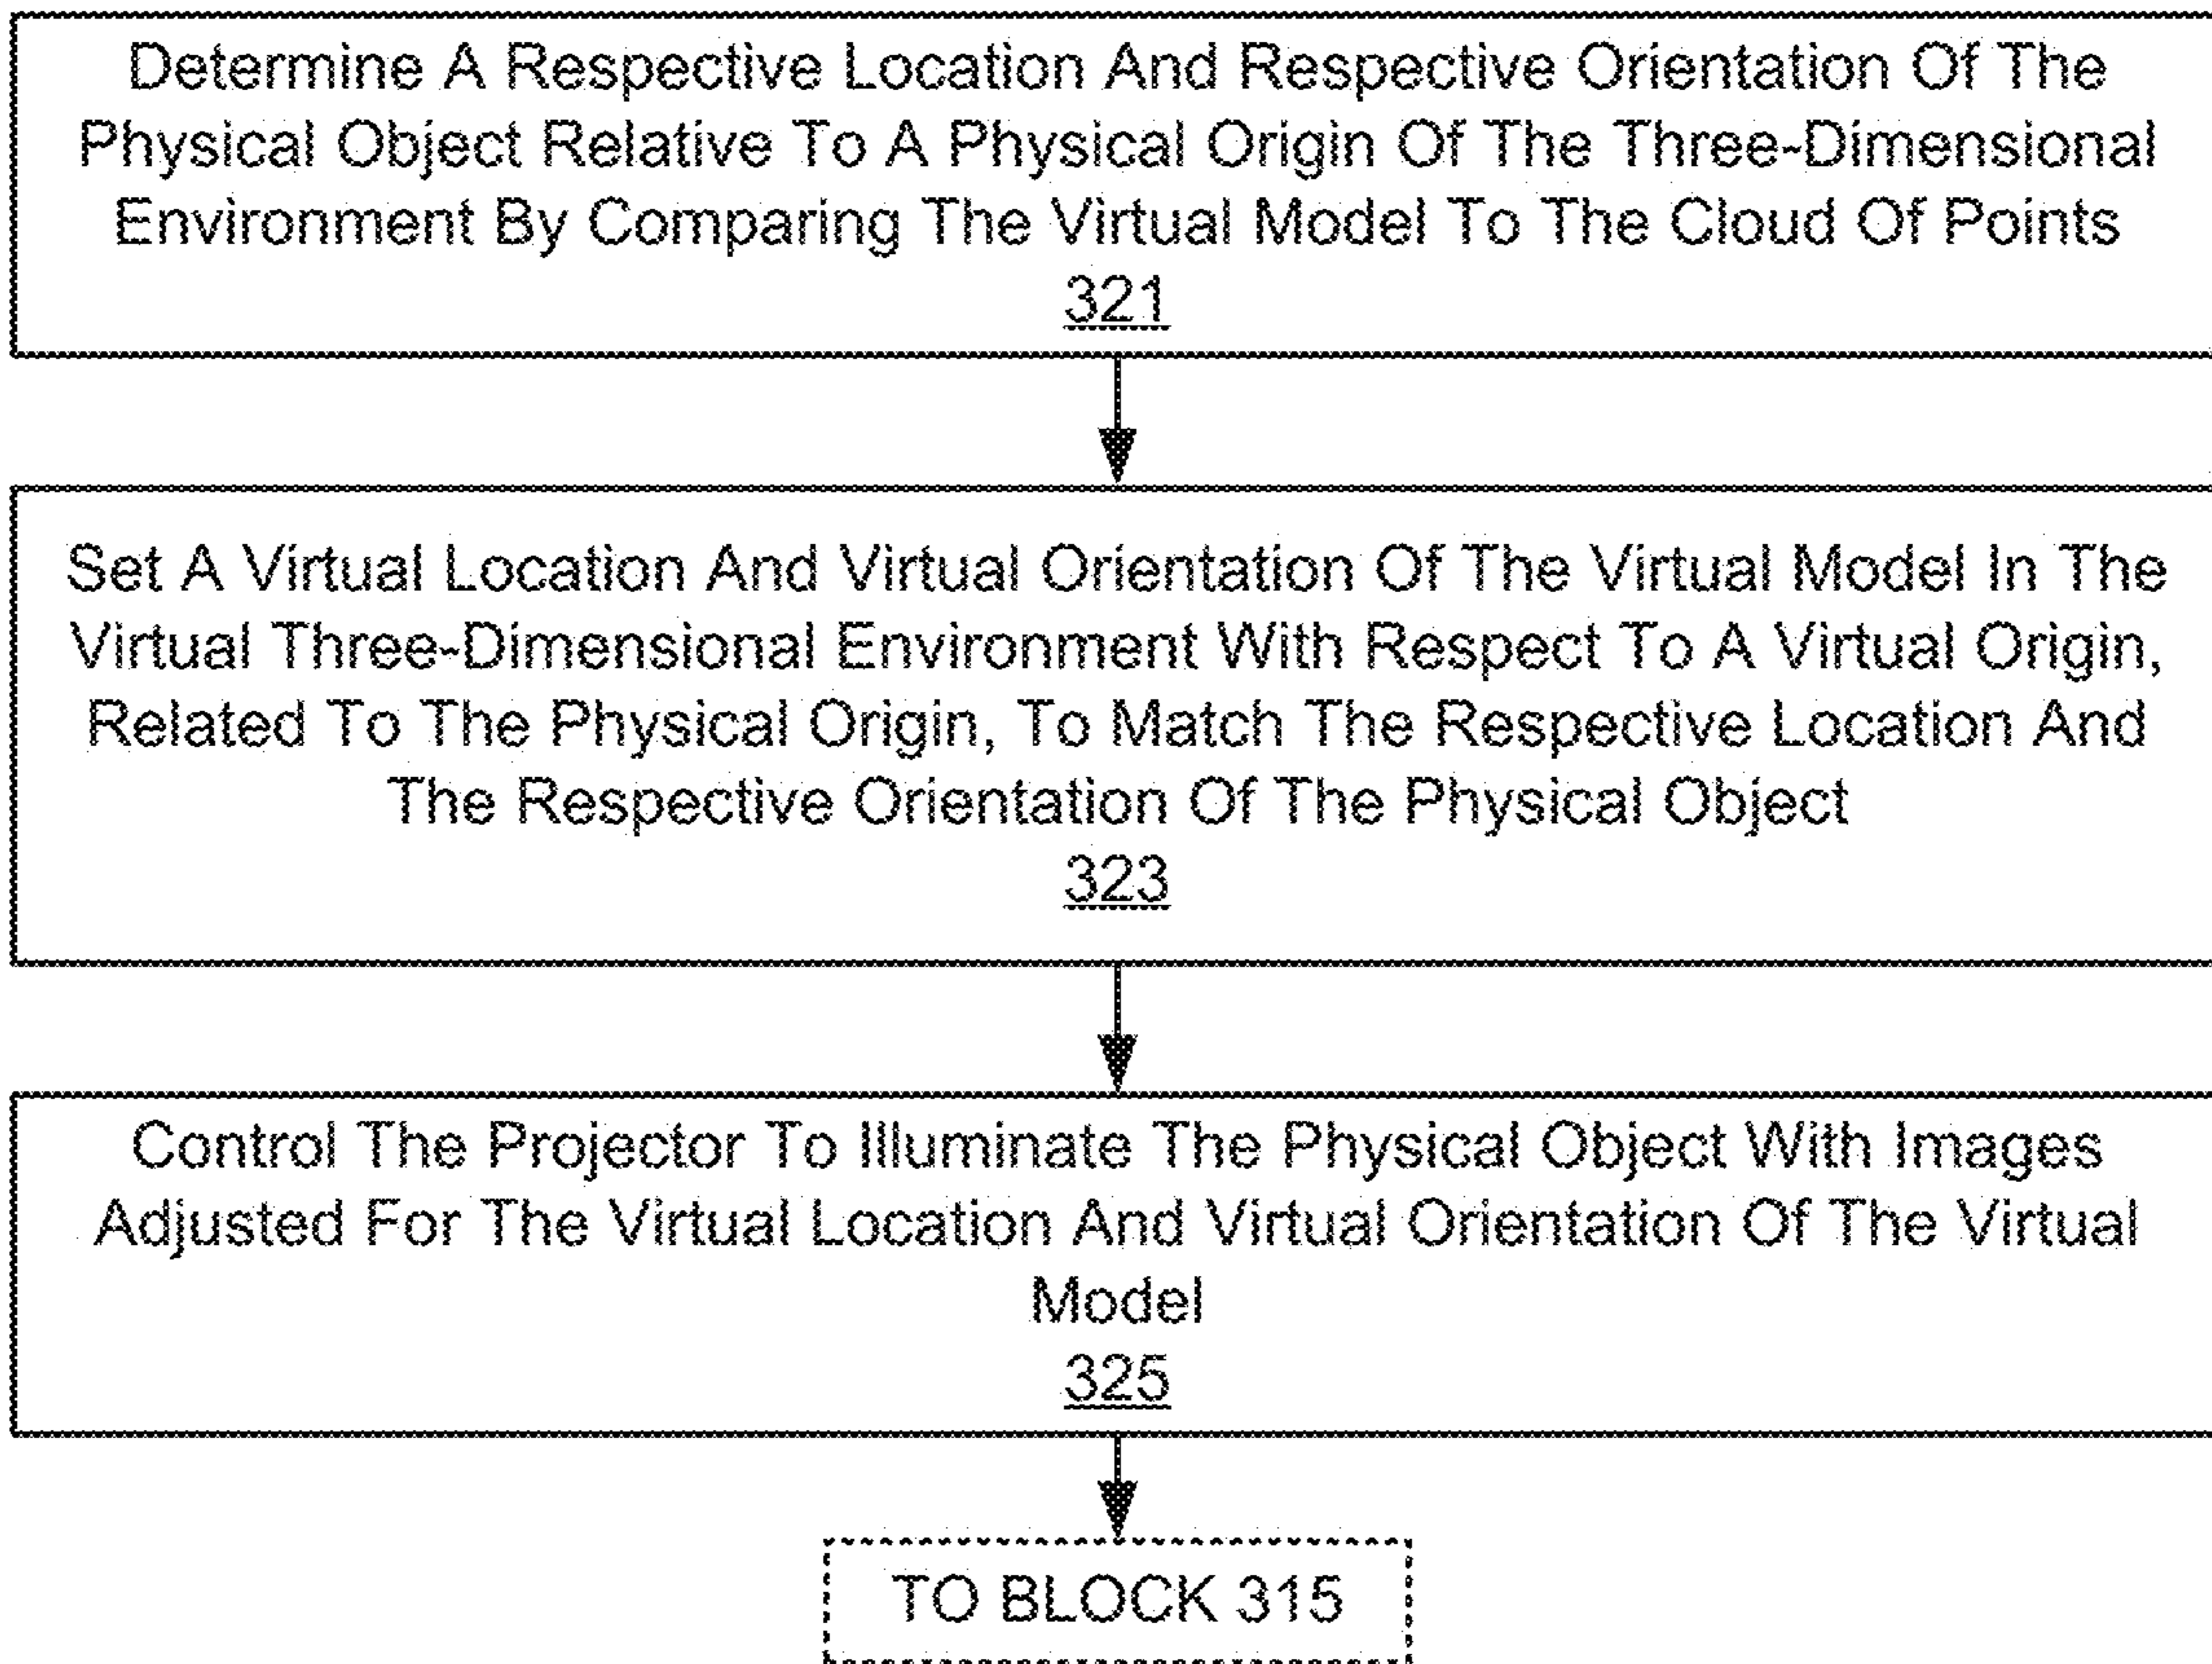 Determine A Respective Location And Respective Orientation Of The
Physical Object Relative To A Physical Origin Of The Three-Dimensional
Environment By Comparing The Virtual Model To The Cloud Of Points
321
Set A Virtual Location And Virtual Orientation Of The Virtual Model In The
Virtual Three-Dimensional Environment With Respect To A Virtual Origin,
Related To The Physical Origin, To Match The Respective Location And
The Respective Orientation Of The Physical Object
323
Control The Projector To Illuminate The Physical Object With Images
Adjusted For The Virtual Location And Virtual Orientation Of The Virtual
Model
325
TO BLOCK 315